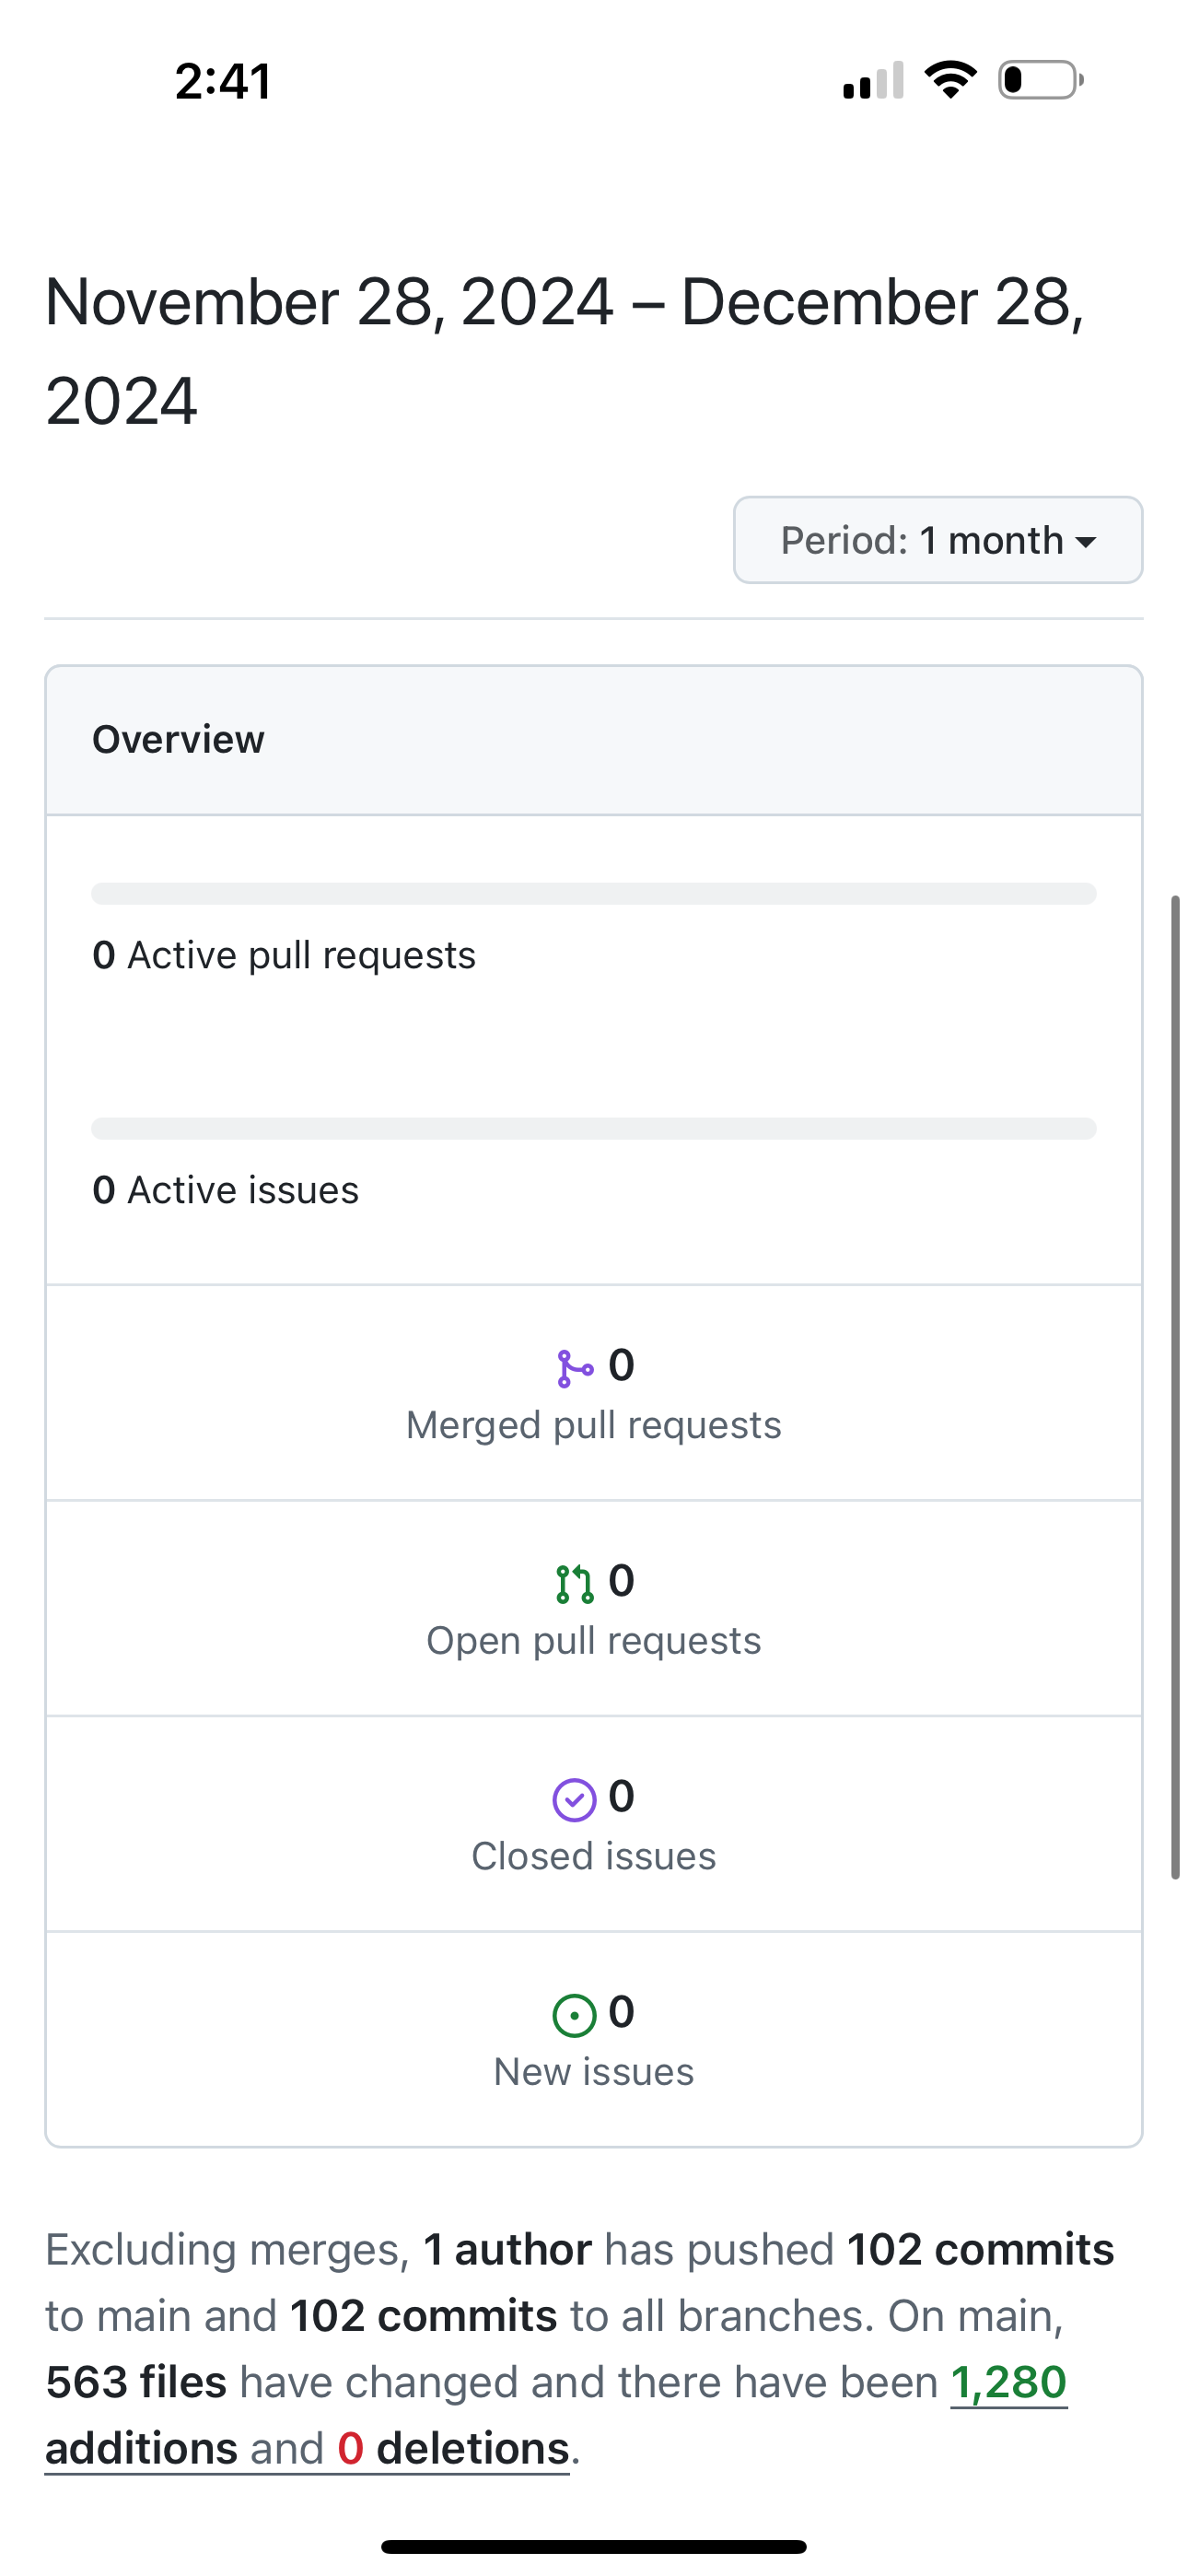 2:41
November 28, 2024 – December 28,
2024
Period: 1 month
Overview
0 Active pull requests
0 Active issues
0
Merged pull requests
0
Open pull requests
0
Closed issues
0
New issues
Excluding merges, 1 author has pushed 102 commits
to main and 102 commits to all branches. On main,
563 files have changed and there have been 1,280
additions and 0 deletions.